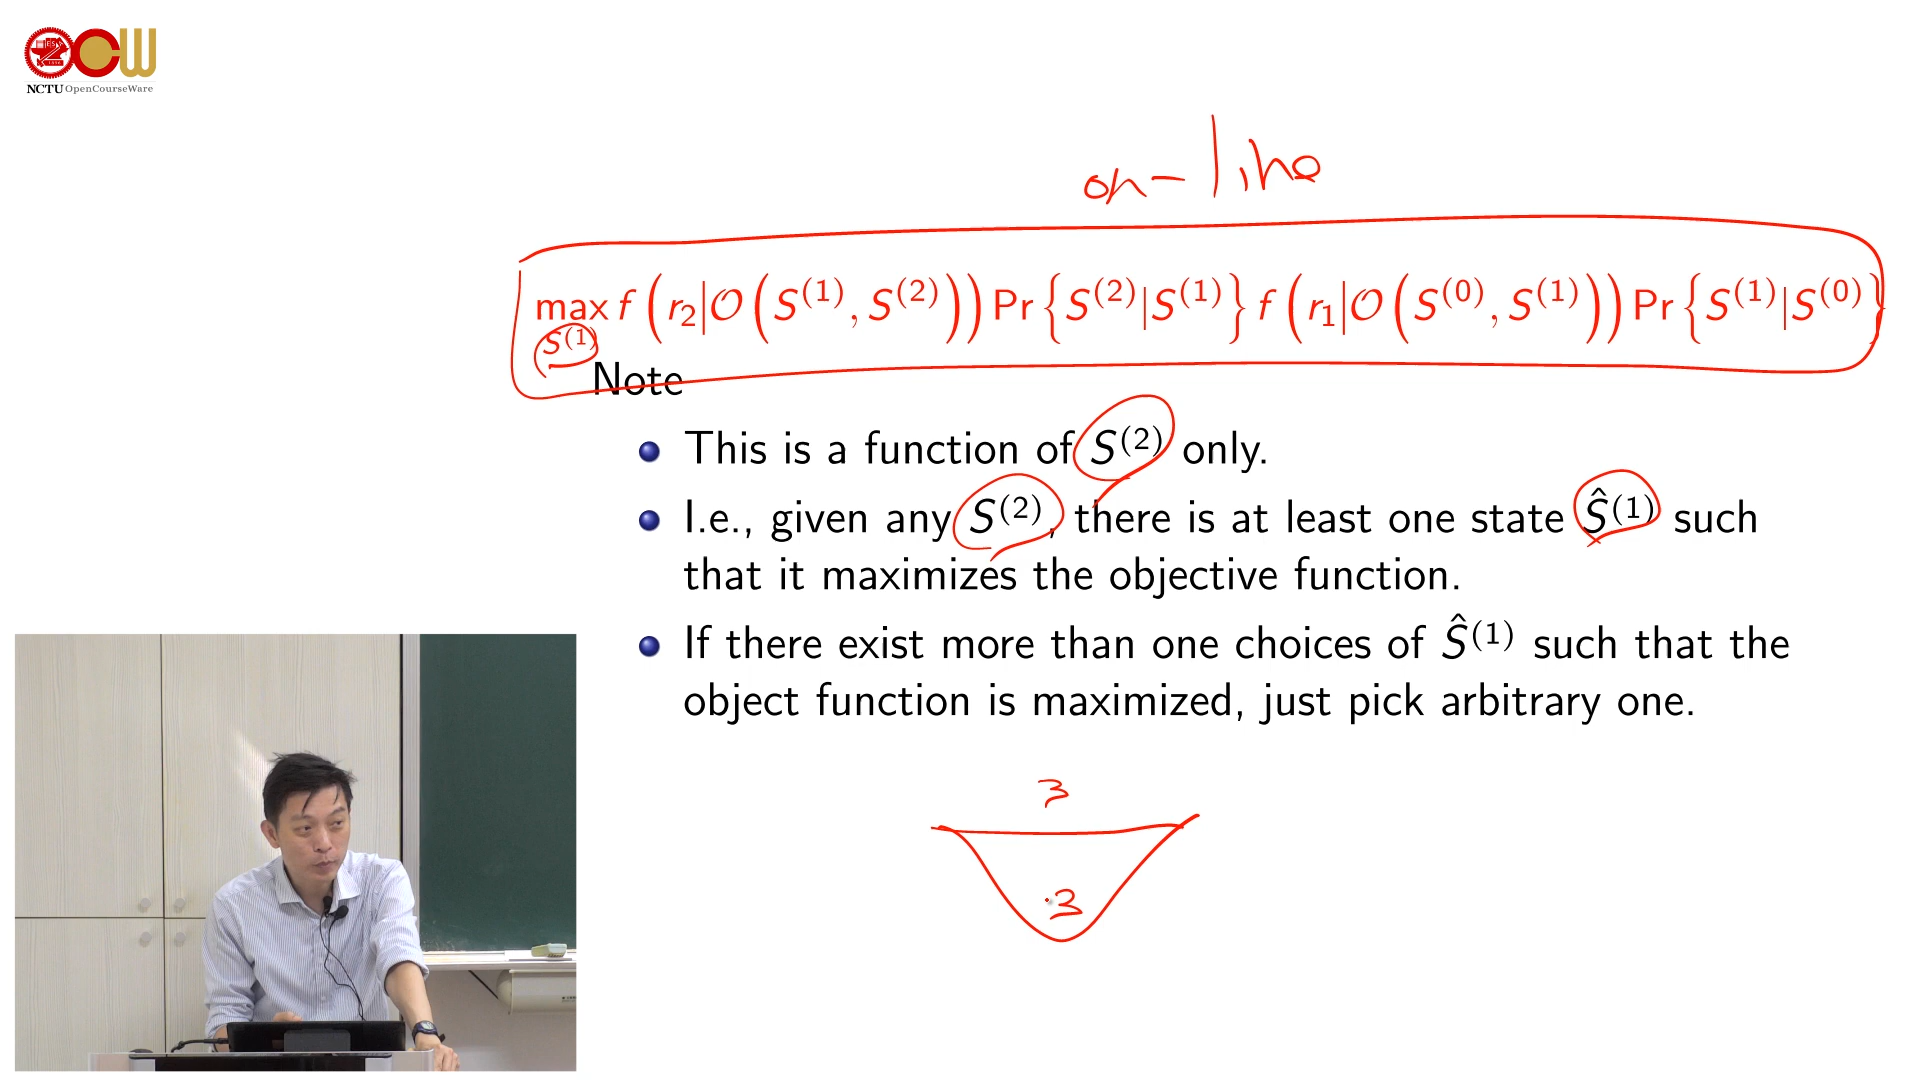 NCTU OpenCourseWare
on-line
max_{S^{(1)}} f (r_2|𝒪(S^{(1)}, S^{(2)})) Pr{S^{(2)}|S^{(1)}} f (r_1|𝒪(S^{(0)}, S^{(1)})) Pr{S^{(1)}|S^{(0)}}
Note
This is a function of S^{(2)} only.
I.e., given any S^{(2)}, there is at least one state Ŝ^{(1)} such
that it maximizes the objective function.
If there exist more than one choices of Ŝ^{(1)} such that the
object function is maximized, just pick arbitrary one.
3
3